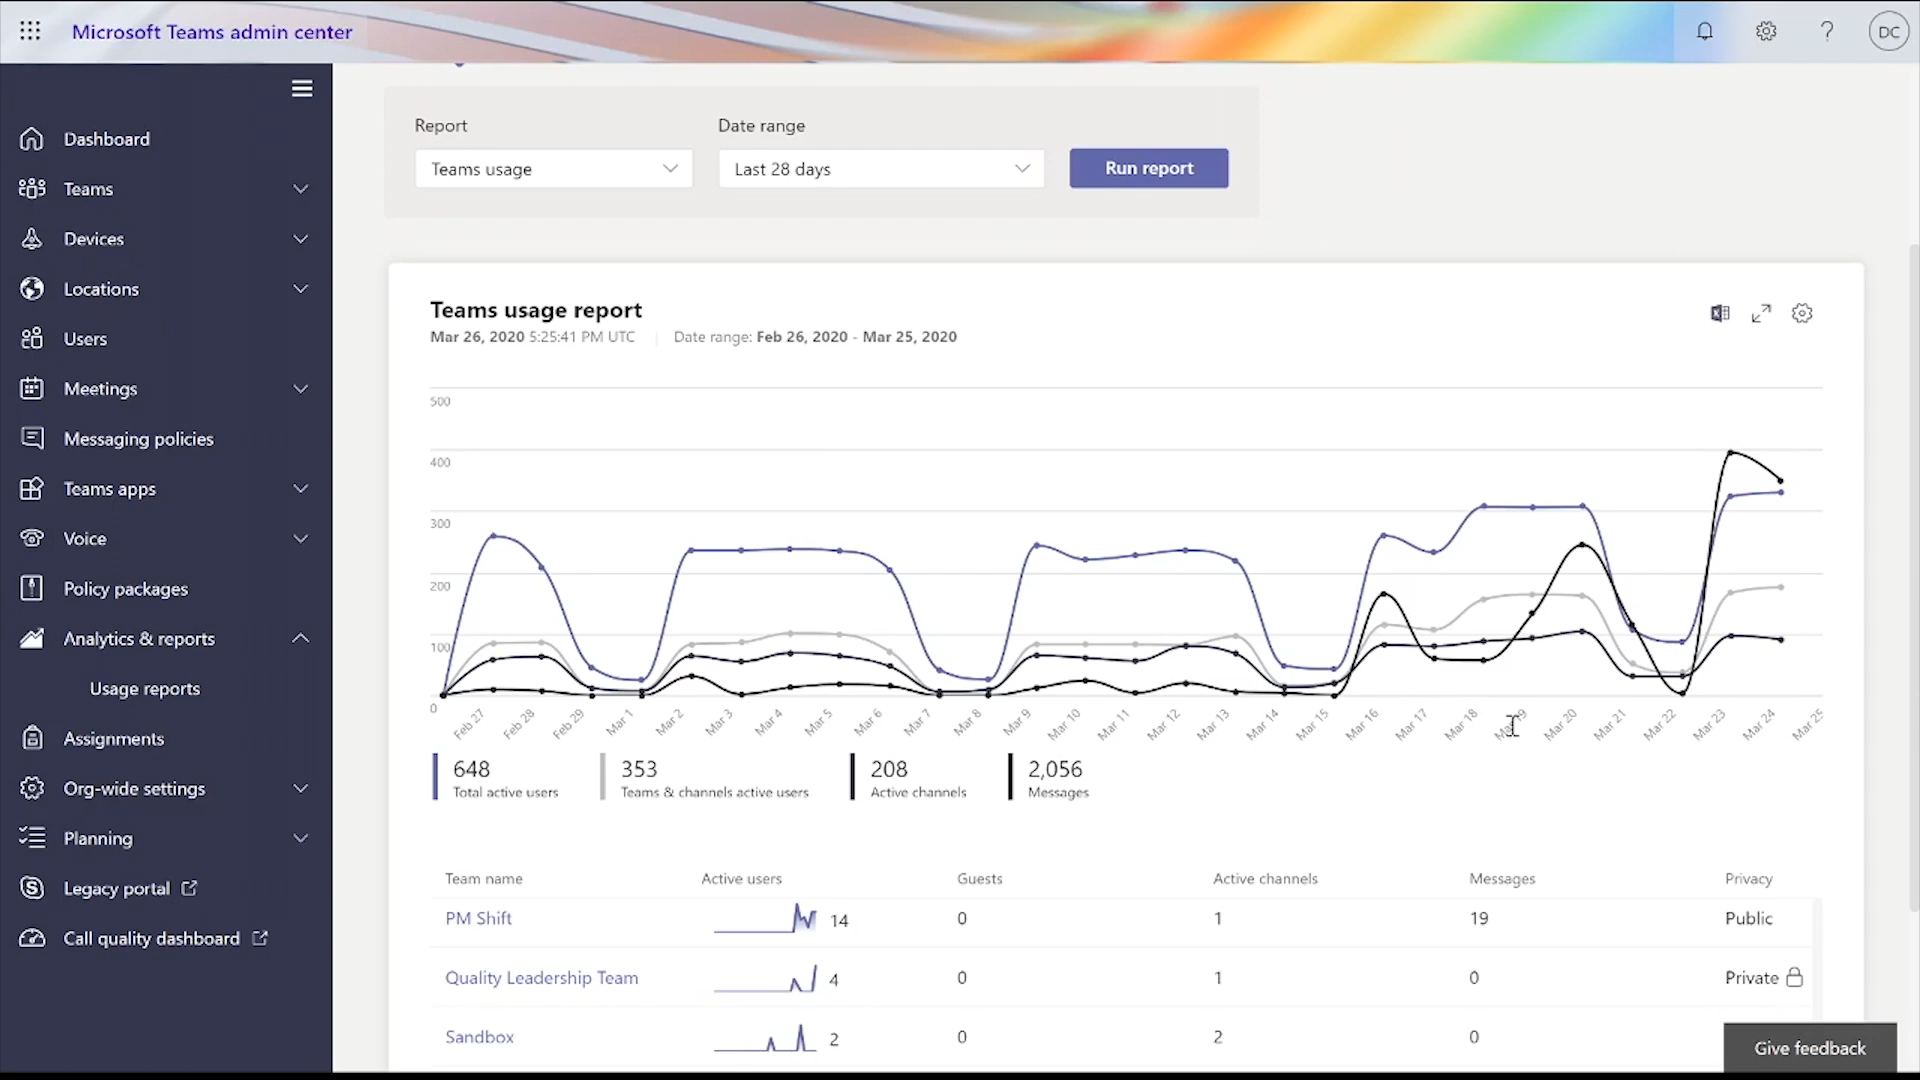 Microsoft Teams admin center
DC
Dashboard
Teams
Devices
Locations
Users
Meetings
Messaging policies
Teams apps
Voice
Policy packages
Analytics & reports
Usage reports
Assignments
Org-wide settings
Planning
Legacy portal
Call quality dashboard
Report Date range
Teams usage Last 28 days Run report
Teams usage report
Mar 26, 2020 5:25:41 PM UTC Date range: Feb 26, 2020 - Mar 25, 2020
500
400
300
200
100
0
Feb 27 Feb 28 Feb 29 Mar 1 Mar 2 Mar 3 Mar 4 Mar 5 Mar 6 Mar 7 Mar 8 Mar 9 Mar 10 Mar 11 Mar 12 Mar 13 Mar 14 Mar 15 Mar 16 Mar 17 Mar 18 Mar 19 Mar 20 Mar 21 Mar 22 Mar 23 Mar 24 Mar 25
648 353 208 2,056
Total active users Teams & channels active users Active channels Messages
Team name Active users Guests Active channels Messages Privacy
PM Shift 14 0 1 19 Public
Quality Leadership Team 4 0 1 0 Private
Sandbox 2 0 2 0
Give feedback